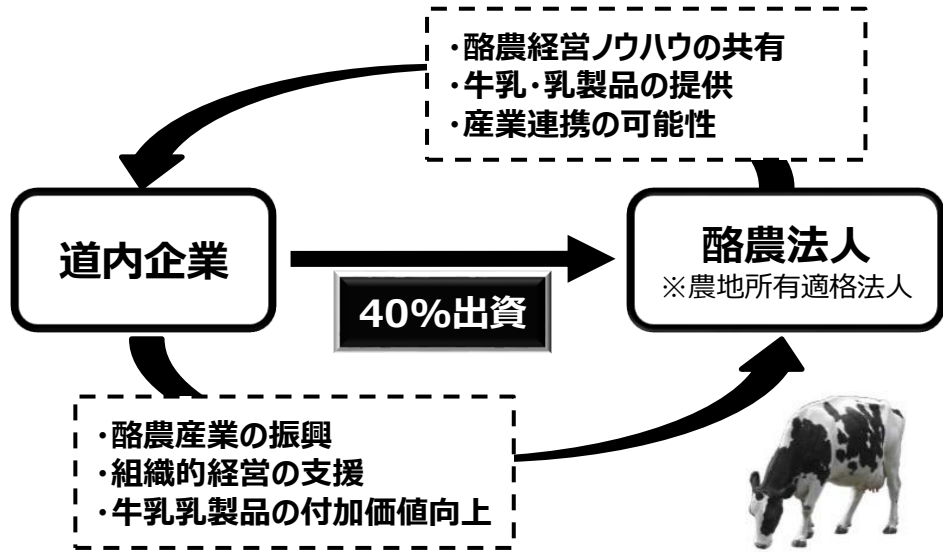 ・酪農経営ノウハウの共有
・牛乳・乳製品の提供
・産業連携の可能性
道内企業
40%出資
酪農法人
※農地所有適格法人
・酪農産業の振興
・組織的経営の支援
・牛乳乳製品の付加価値向上